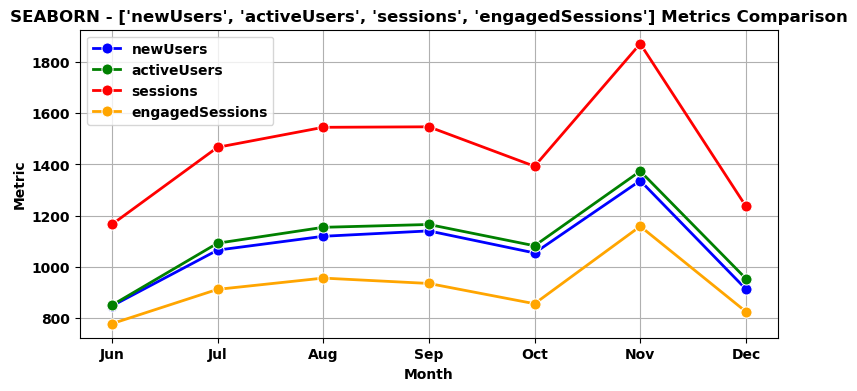 SEABORN - ['newUsers', 'activeUsers', 'sessions', 'engagedSessions'] Metrics Comparison
newUsers
activeUsers
sessions
engagedSessions
Metric
1800
1600
1400
1200
1000
800
Jun Jul Aug Sep Oct Nov Dec
Month